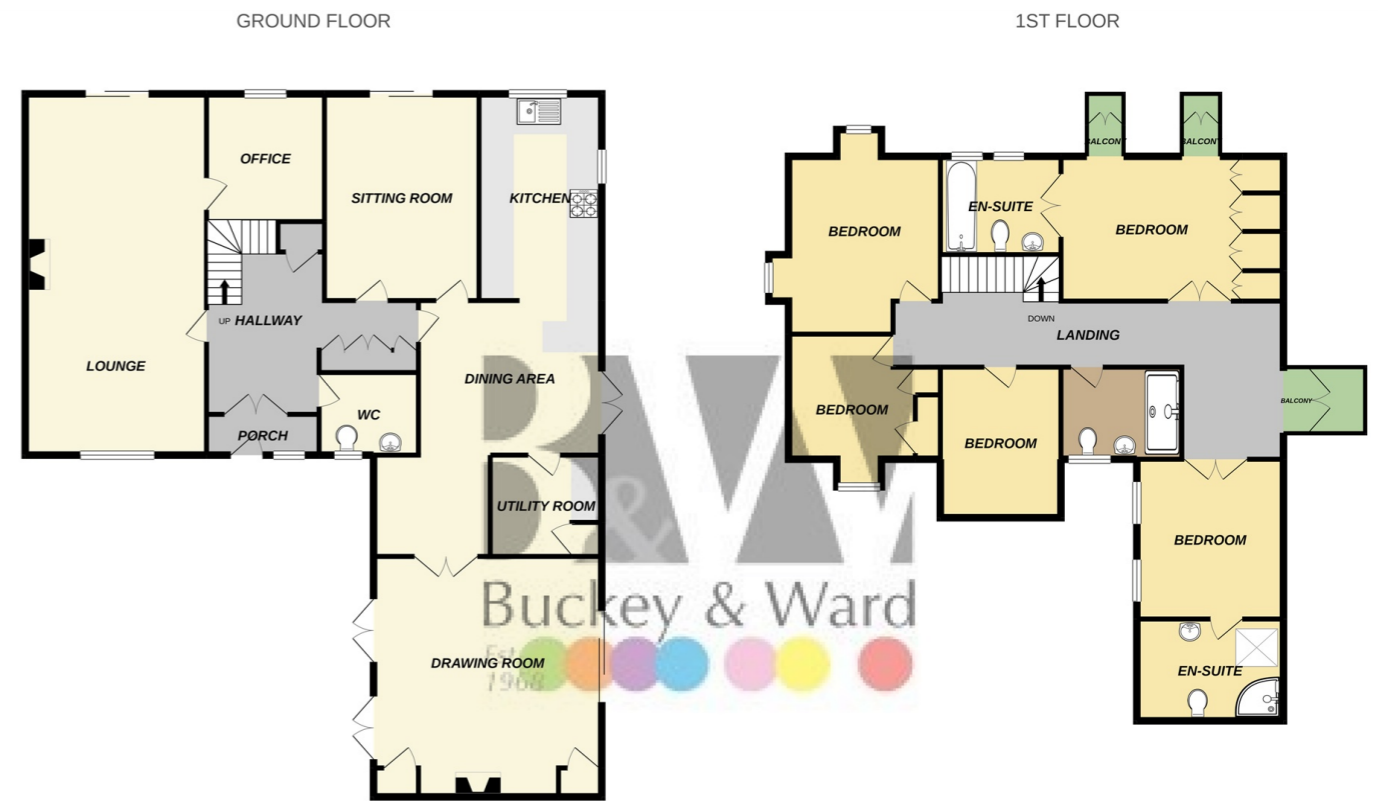 GROUND FLOOR
1ST FLOOR
OFFICE
SITTING ROOM
KITCHEN
UP HALLWAY
LOUNGE
DINING AREA
WC
PORCH
UTILITY ROOM
DRAWING ROOM
BALCONY
BALCONY
BEDROOM
EN-SUITE
BEDROOM
DOWN
LANDING
BALCONY
BEDROOM
BEDROOM
BEDROOM
EN-SUITE
B&W
Buckey & Ward
Est
1968